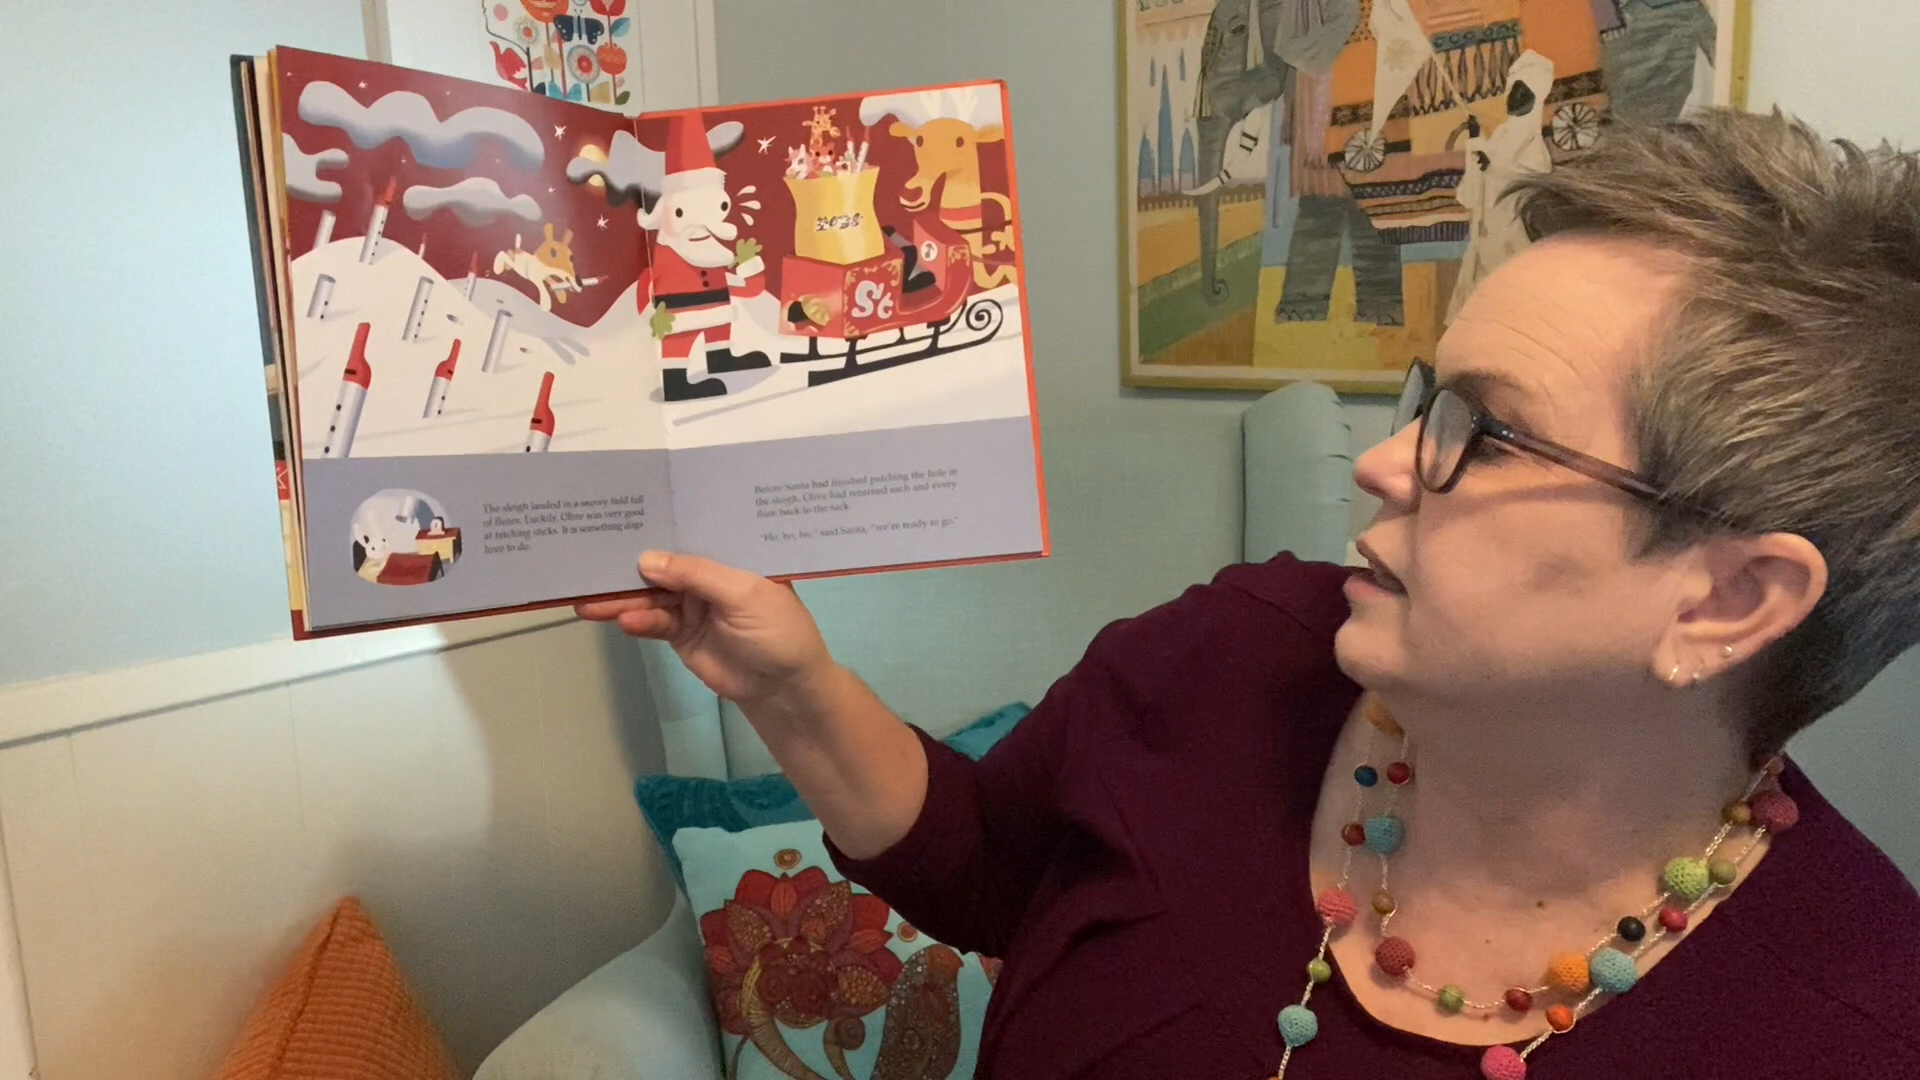 The sleigh landed in a snowy field full
of flutes. Luckily, Olive was very good
at fetching sticks. It is something dogs
love to do.
Before Santa had finished patching the hole in
the sleigh, Olive had returned each and every
flute back to the sack.
"Ho, ho, ho," said Santa, "we're ready to go."
St